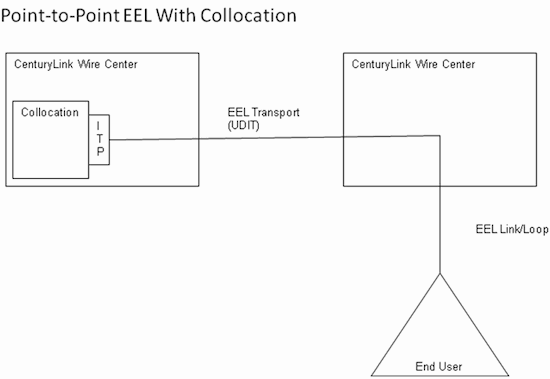 Point-to-Point EEL With Collocation
CenturyLink Wire Center
CenturyLink Wire Center
Collocation
I
T
P
EEL Transport
(UDIT)
EEL Link/Loop
End User